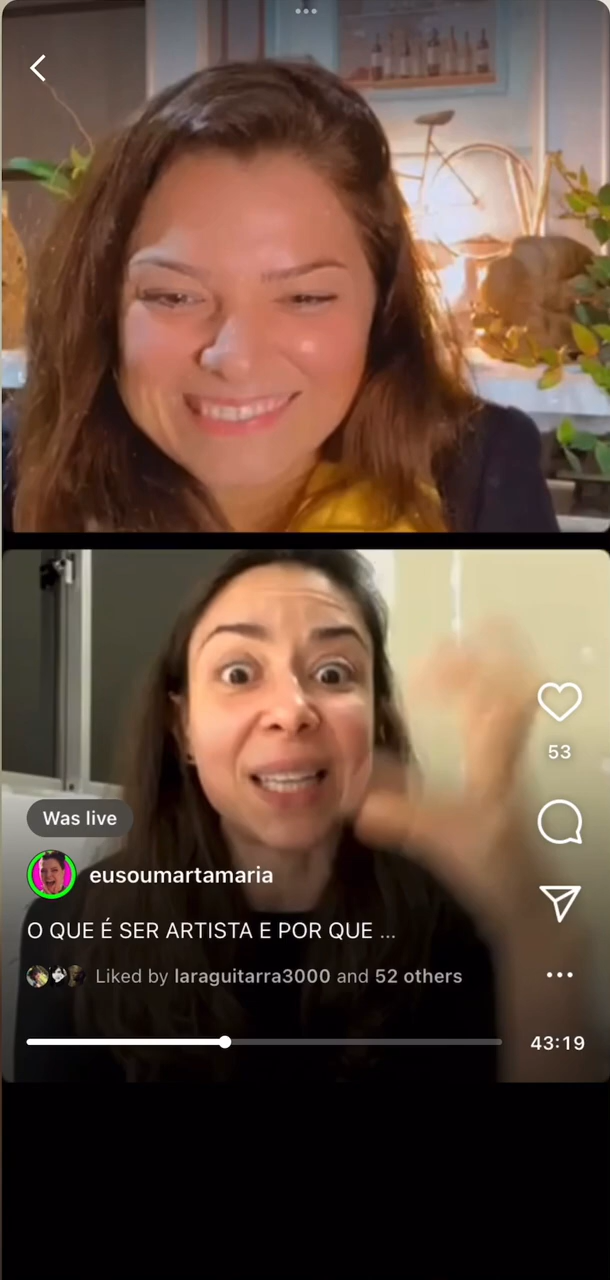 53
Was live
eusoumartamaria
O QUE É SER ARTISTA E POR QUE ...
Liked by laraguitarra3000 and 52 others
43:19